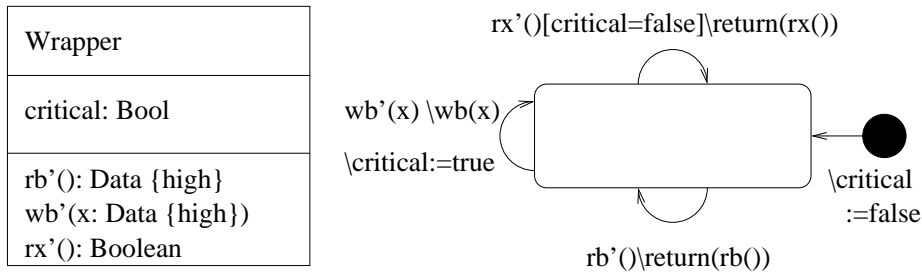 Wrapper
critical: Bool
rb’(): Data {high}
wb’(x: Data {high})
rx’(): Boolean
rx’()[critical=false]\return(rx())
wb’(x) \wb(x)
\critical:=true
\critical
:=false
rb’()\return(rb())